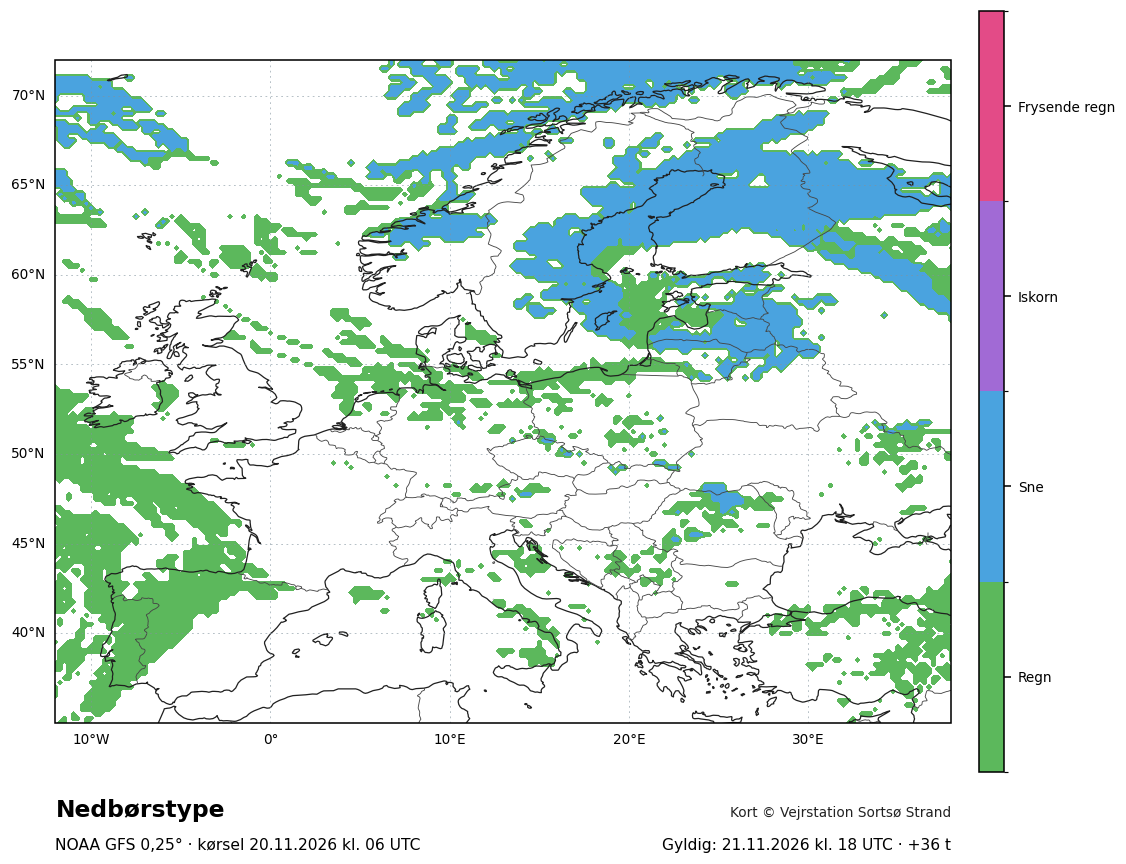 Frysende regn
Iskorn
Sne
Regn
70°N
65°N
60°N
55°N
50°N
45°N
40°N
10°W
0°
10°E
20°E
30°E
Nedbørstype
Kort © Vejrstation Sortsø Strand
NOAA GFS 0,25° · kørsel 20.11.2026 kl. 06 UTC
Gyldig: 21.11.2026 kl. 18 UTC · +36 t